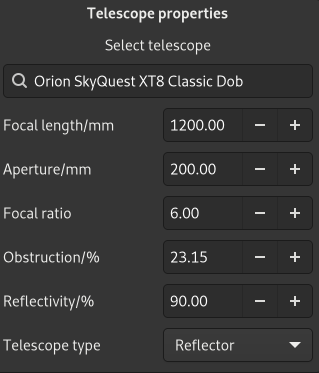 Telescope properties
Select telescope
Orion SkyQuest XT8 Classic Dob
Focal length/mm 1200.00 − +
Aperture/mm 200.00 − +
Focal ratio 6.00 − +
Obstruction/% 23.15 − +
Reflectivity/% 90.00 − +
Telescope type Reflector